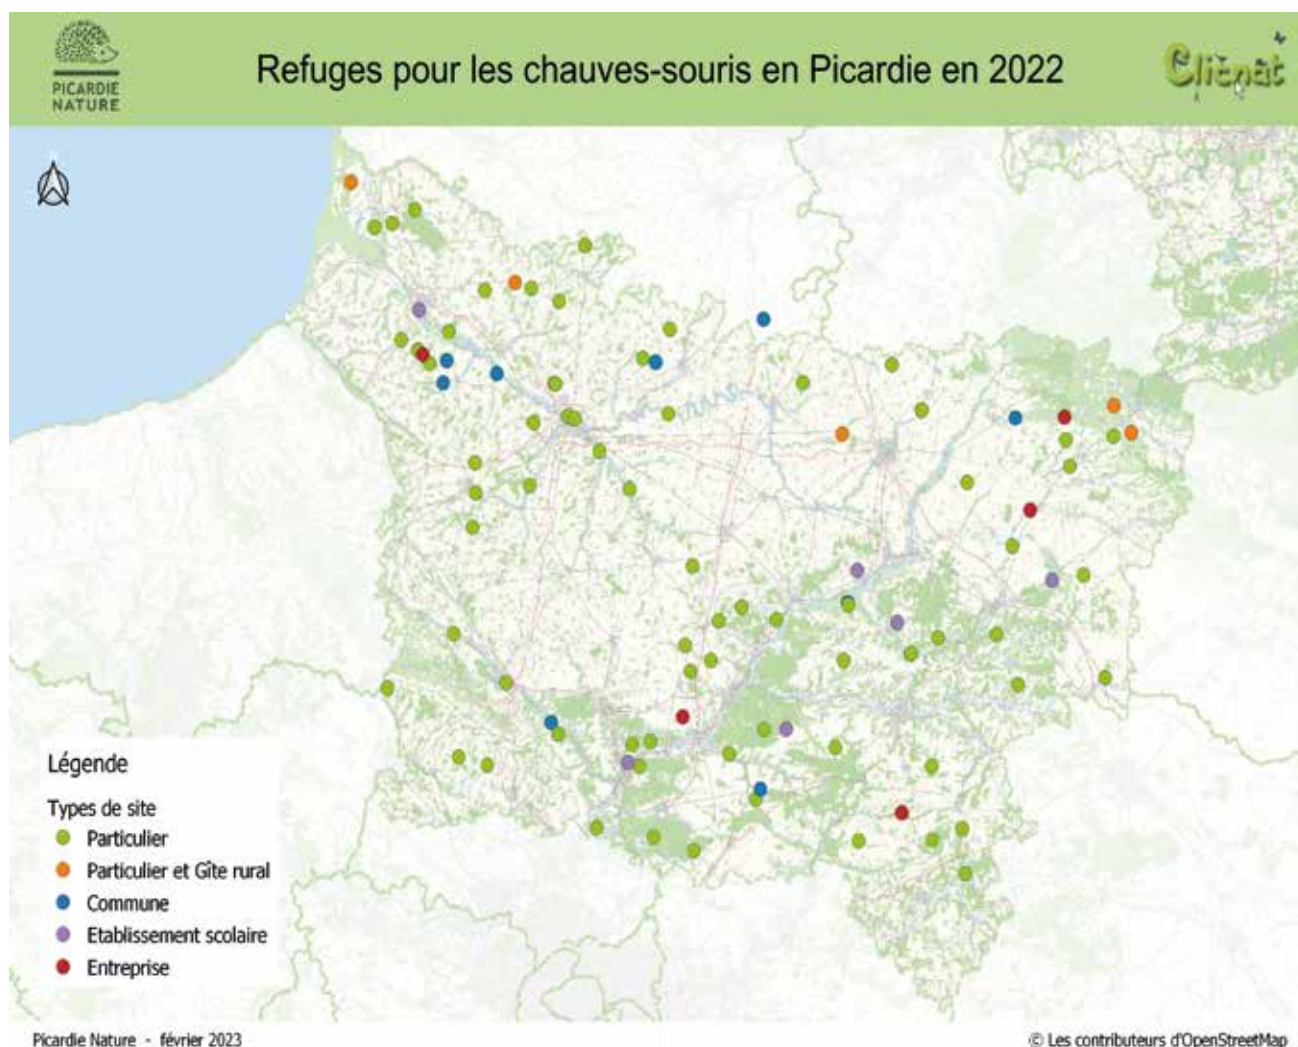 PICARDIE
NATURE
Refuges pour les chauves-souris en Picardie en 2022
Clicnat
Légende
Types de site
Particulier
Particulier et Gîte rural
Commune
Etablissement scolaire
Entreprise
Picardie Nature - février 2023
© Les contributeurs d'OpenStreetMap